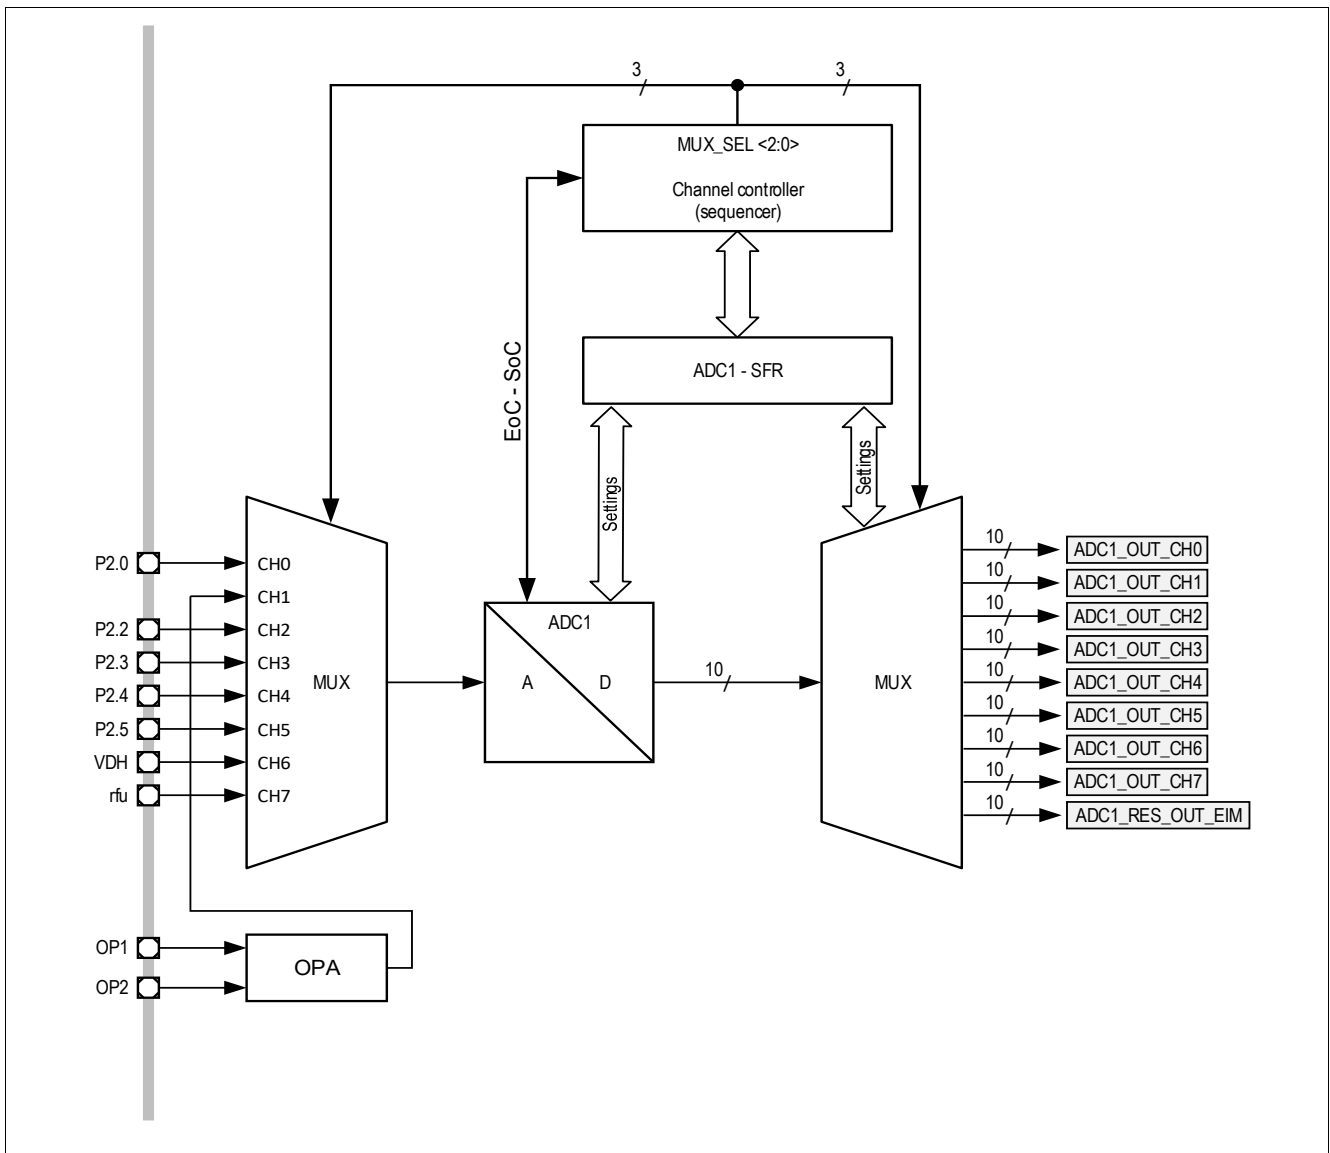 3
3
MUX_SEL <2:0>
Channel controller
(sequencer)
EoC - SoC
ADC1 - SFR
Settings
Settings
P2.0
P2.2
P2.3
P2.4
P2.5
VDH
rfu
CH0
CH1
CH2
CH3
CH4
CH5
CH6
CH7
MUX
ADC1
A
D
10
MUX
10
ADC1_OUT_CH0
10
ADC1_OUT_CH1
10
ADC1_OUT_CH2
10
ADC1_OUT_CH3
10
ADC1_OUT_CH4
10
ADC1_OUT_CH5
10
ADC1_OUT_CH6
10
ADC1_OUT_CH7
10
ADC1_RES_OUT_EIM
OP1
OP2
OPA